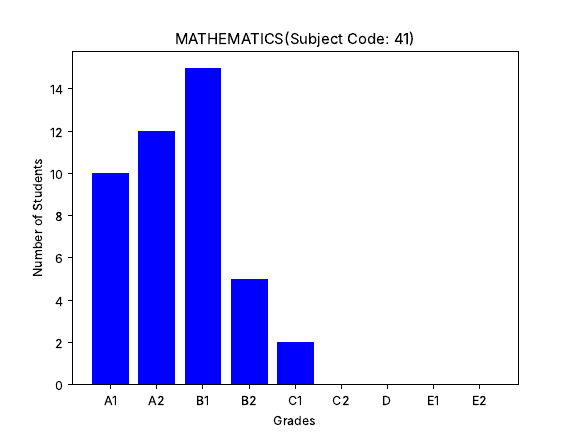 MATHEMATICS(Subject Code: 41)
Number of Students
14
12
10
8
6
4
2
0
A1 A2 B1 B2 C1 C2 D E1 E2
Grades